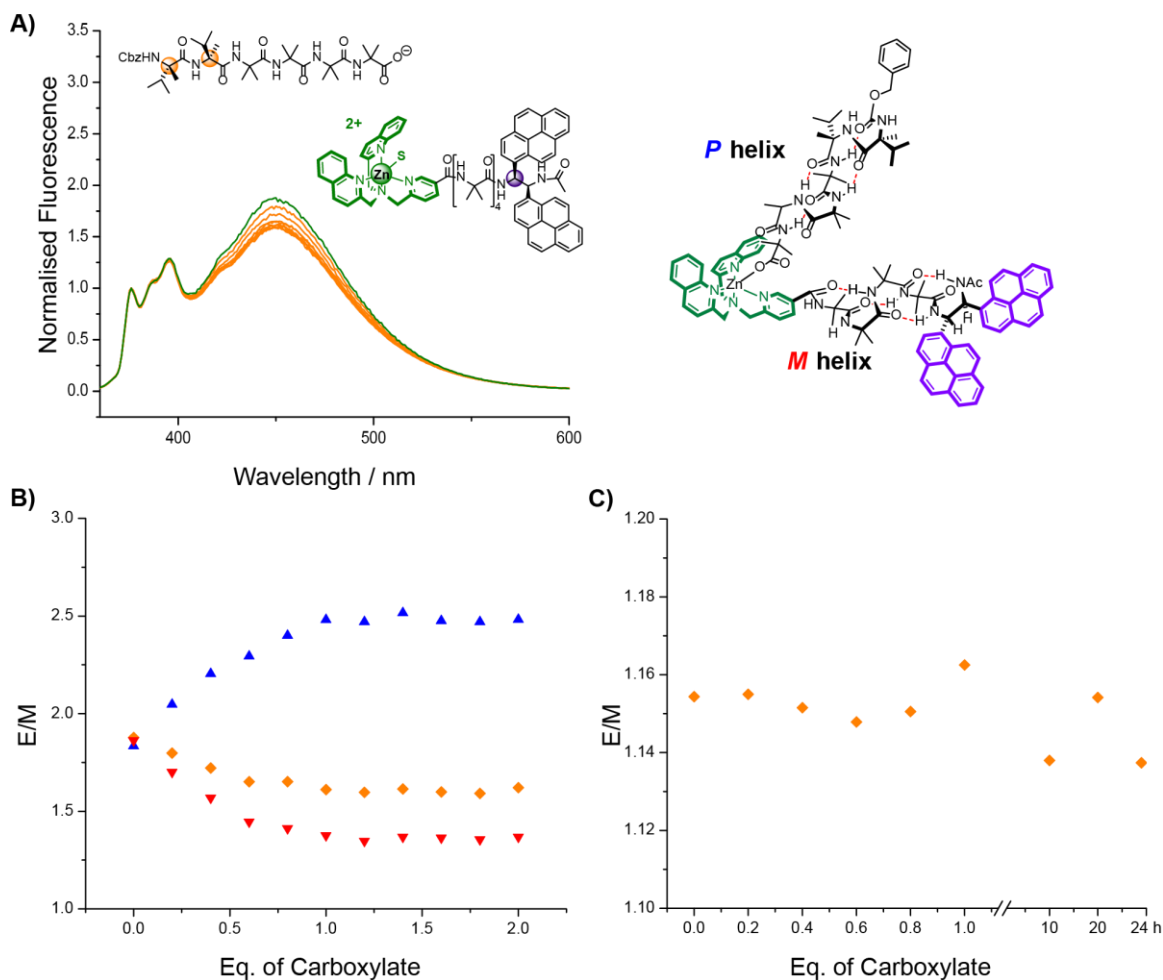 A)
Normalised Fluorescence
3.5
3.0
2.5
2.0
1.5
1.0
0.5
0.0
400
500
600
Wavelength / nm
CbzHN
O
H
N
O
N
H
O
H
N
O
N
H
O
H
N
O
O⊖
2+
S
Zn
N
N
N
N
O
N
H
O
4
HN
H
N
O
P helix
O
O
NH
N
H
O
Zn
O
M helix
O
H
N
NAc
H
H
B)
E/M
3.0
2.5
2.0
1.5
1.0
0.0
0.5
1.0
1.5
2.0
Eq. of Carboxylate
C)
E/M
1.20
1.18
1.16
1.14
1.12
1.10
0.0
0.2
0.4
0.6
0.8
1.0
10
20
24 h
Eq. of Carboxylate